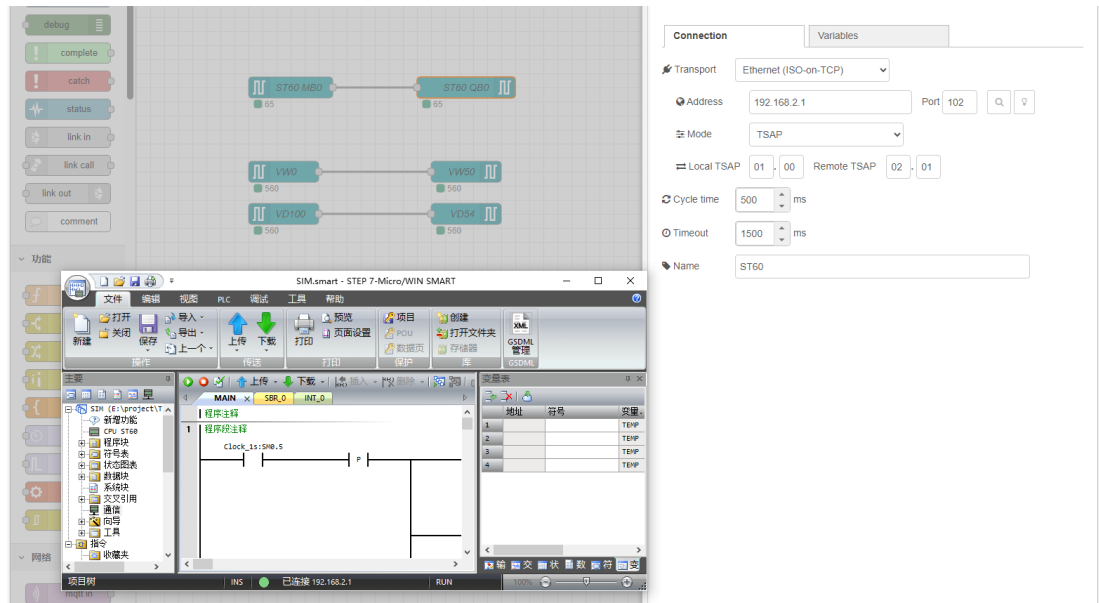 debug
complete
catch
status
link in
link call
link out
comment
功能
网络
mqtt in
ST60 MB0
65
ST60 QB0
65
VW0
560
VW50
560
VD100
560
VD54
560
Connection
Variables
Transport Ethernet (ISO-on-TCP)
Address 192.168.2.1 Port 102
Mode TSAP
Local TSAP 01 . 00 Remote TSAP 02 . 01
Cycle time 500 ms
Timeout 1500 ms
Name ST60
SIM.smart - STEP 7-Micro/WIN SMART
文件 编辑 视图 PLC 调试 工具 帮助
新建 打开 关闭 保存 导入 导出 上一个
操作
上传 下载
传送
打印 预览 页面设置
打印
项目 POU 数据页
保护
创建 打开文件夹 存储器
库
XML
GSDML
管理
GSDML
主要
SIM (E:\project\T
新增功能
CPU ST60
程序块
符号表
状态图表
数据块
系统块
交叉引用
通信
向导
工具
指令
收藏夹
上传 下载 插入 删除
MAIN SBR_0 INT_0
程序注释
1 程序段注释
Clock_1s:SM0.5
P
变量表
地址 符号 变量
1 TEMP
2 TEMP
3 TEMP
4 TEMP
输 交 状 数 符 变
项目树 INS 已连接 192.168.2.1 RUN 100%